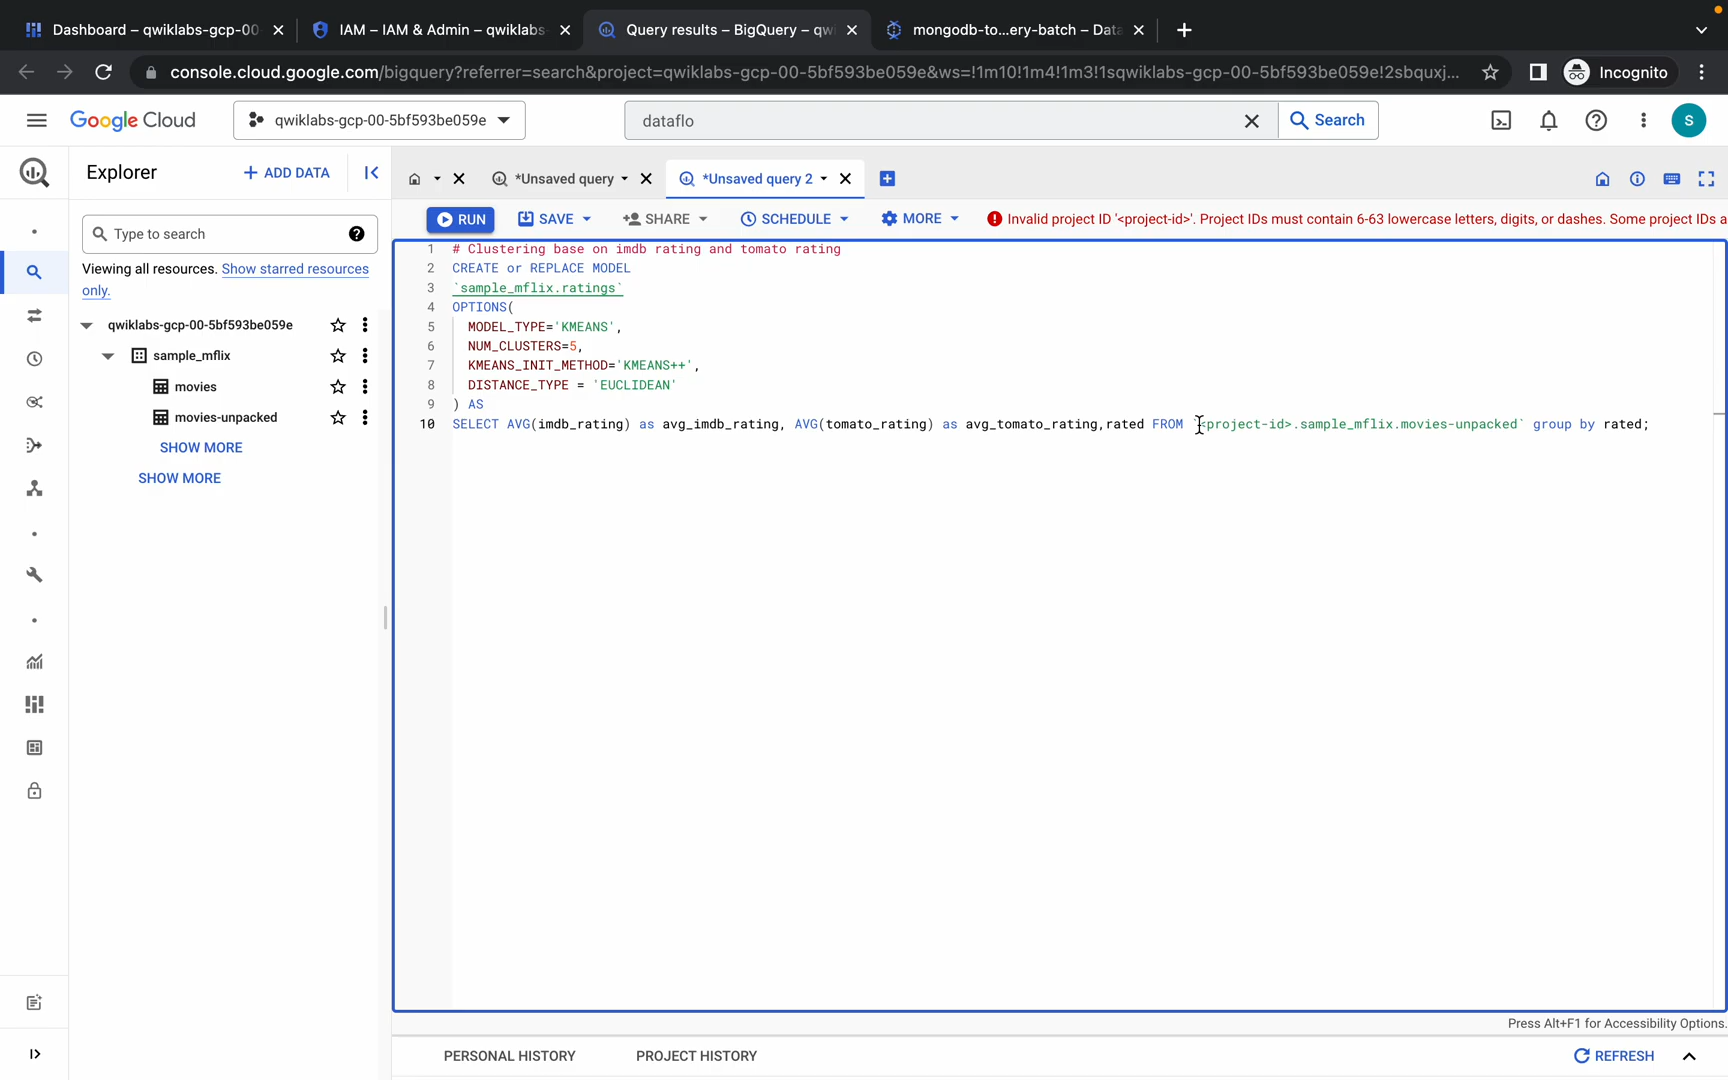 Dashboard – qwiklabs-gcp-00
IAM – IAM & Admin – qwiklabs-
Query results – BigQuery – qwi
mongodb-to...ery-batch – Data
console.cloud.google.com/bigquery?referrer=search&project=qwiklabs-gcp-00-5bf593be059e&ws=!1m10!1m4!1m3!1sqwiklabs-gcp-00-5bf593be059e!2sbquxj...
Incognito
Google Cloud
qwiklabs-gcp-00-5bf593be059e
dataflo
Search
S
Explorer
+ ADD DATA
*Unsaved query
*Unsaved query 2
RUN
SAVE
SHARE
SCHEDULE
MORE
Invalid project ID '<project-id>'. Project IDs must contain 6-63 lowercase letters, digits, or dashes. Some project IDs a
Type to search
Viewing all resources. Show starred resources
only.
qwiklabs-gcp-00-5bf593be059e
sample_mflix
movies
movies-unpacked
SHOW MORE
SHOW MORE
1 # Clustering base on imdb rating and tomato rating
2 CREATE or REPLACE MODEL
3 `sample_mflix.ratings`
4 OPTIONS(
5 MODEL_TYPE='KMEANS',
6 NUM_CLUSTERS=5,
7 KMEANS_INIT_METHOD='KMEANS++',
8 DISTANCE_TYPE = 'EUCLIDEAN'
9 ) AS
10 SELECT AVG(imdb_rating) as avg_imdb_rating, AVG(tomato_rating) as avg_tomato_rating,rated FROM `<project-id>.sample_mflix.movies-unpacked` group by rated;
Press Alt+F1 for Accessibility Options.
PERSONAL HISTORY
PROJECT HISTORY
REFRESH